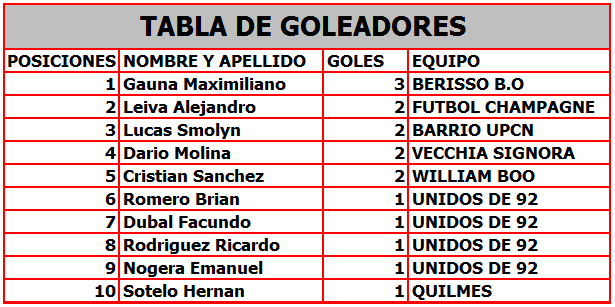 TABLA DE GOLEADORES
POSICIONES NOMBRE Y APELLIDO GOLES EQUIPO
1 Gauna Maximiliano 3 BERISSO B.O
2 Leiva Alejandro 2 FUTBOL CHAMPAGNE
3 Lucas Smolyn 2 BARRIO UPCN
4 Dario Molina 2 VECCHIA SIGNORA
5 Cristian Sanchez 2 WILLIAM BOO
6 Romero Brian 1 UNIDOS DE 92
7 Dubal Facundo 1 UNIDOS DE 92
8 Rodriguez Ricardo 1 UNIDOS DE 92
9 Nogera Emanuel 1 UNIDOS DE 92
10 Sotelo Hernan 1 QUILMES